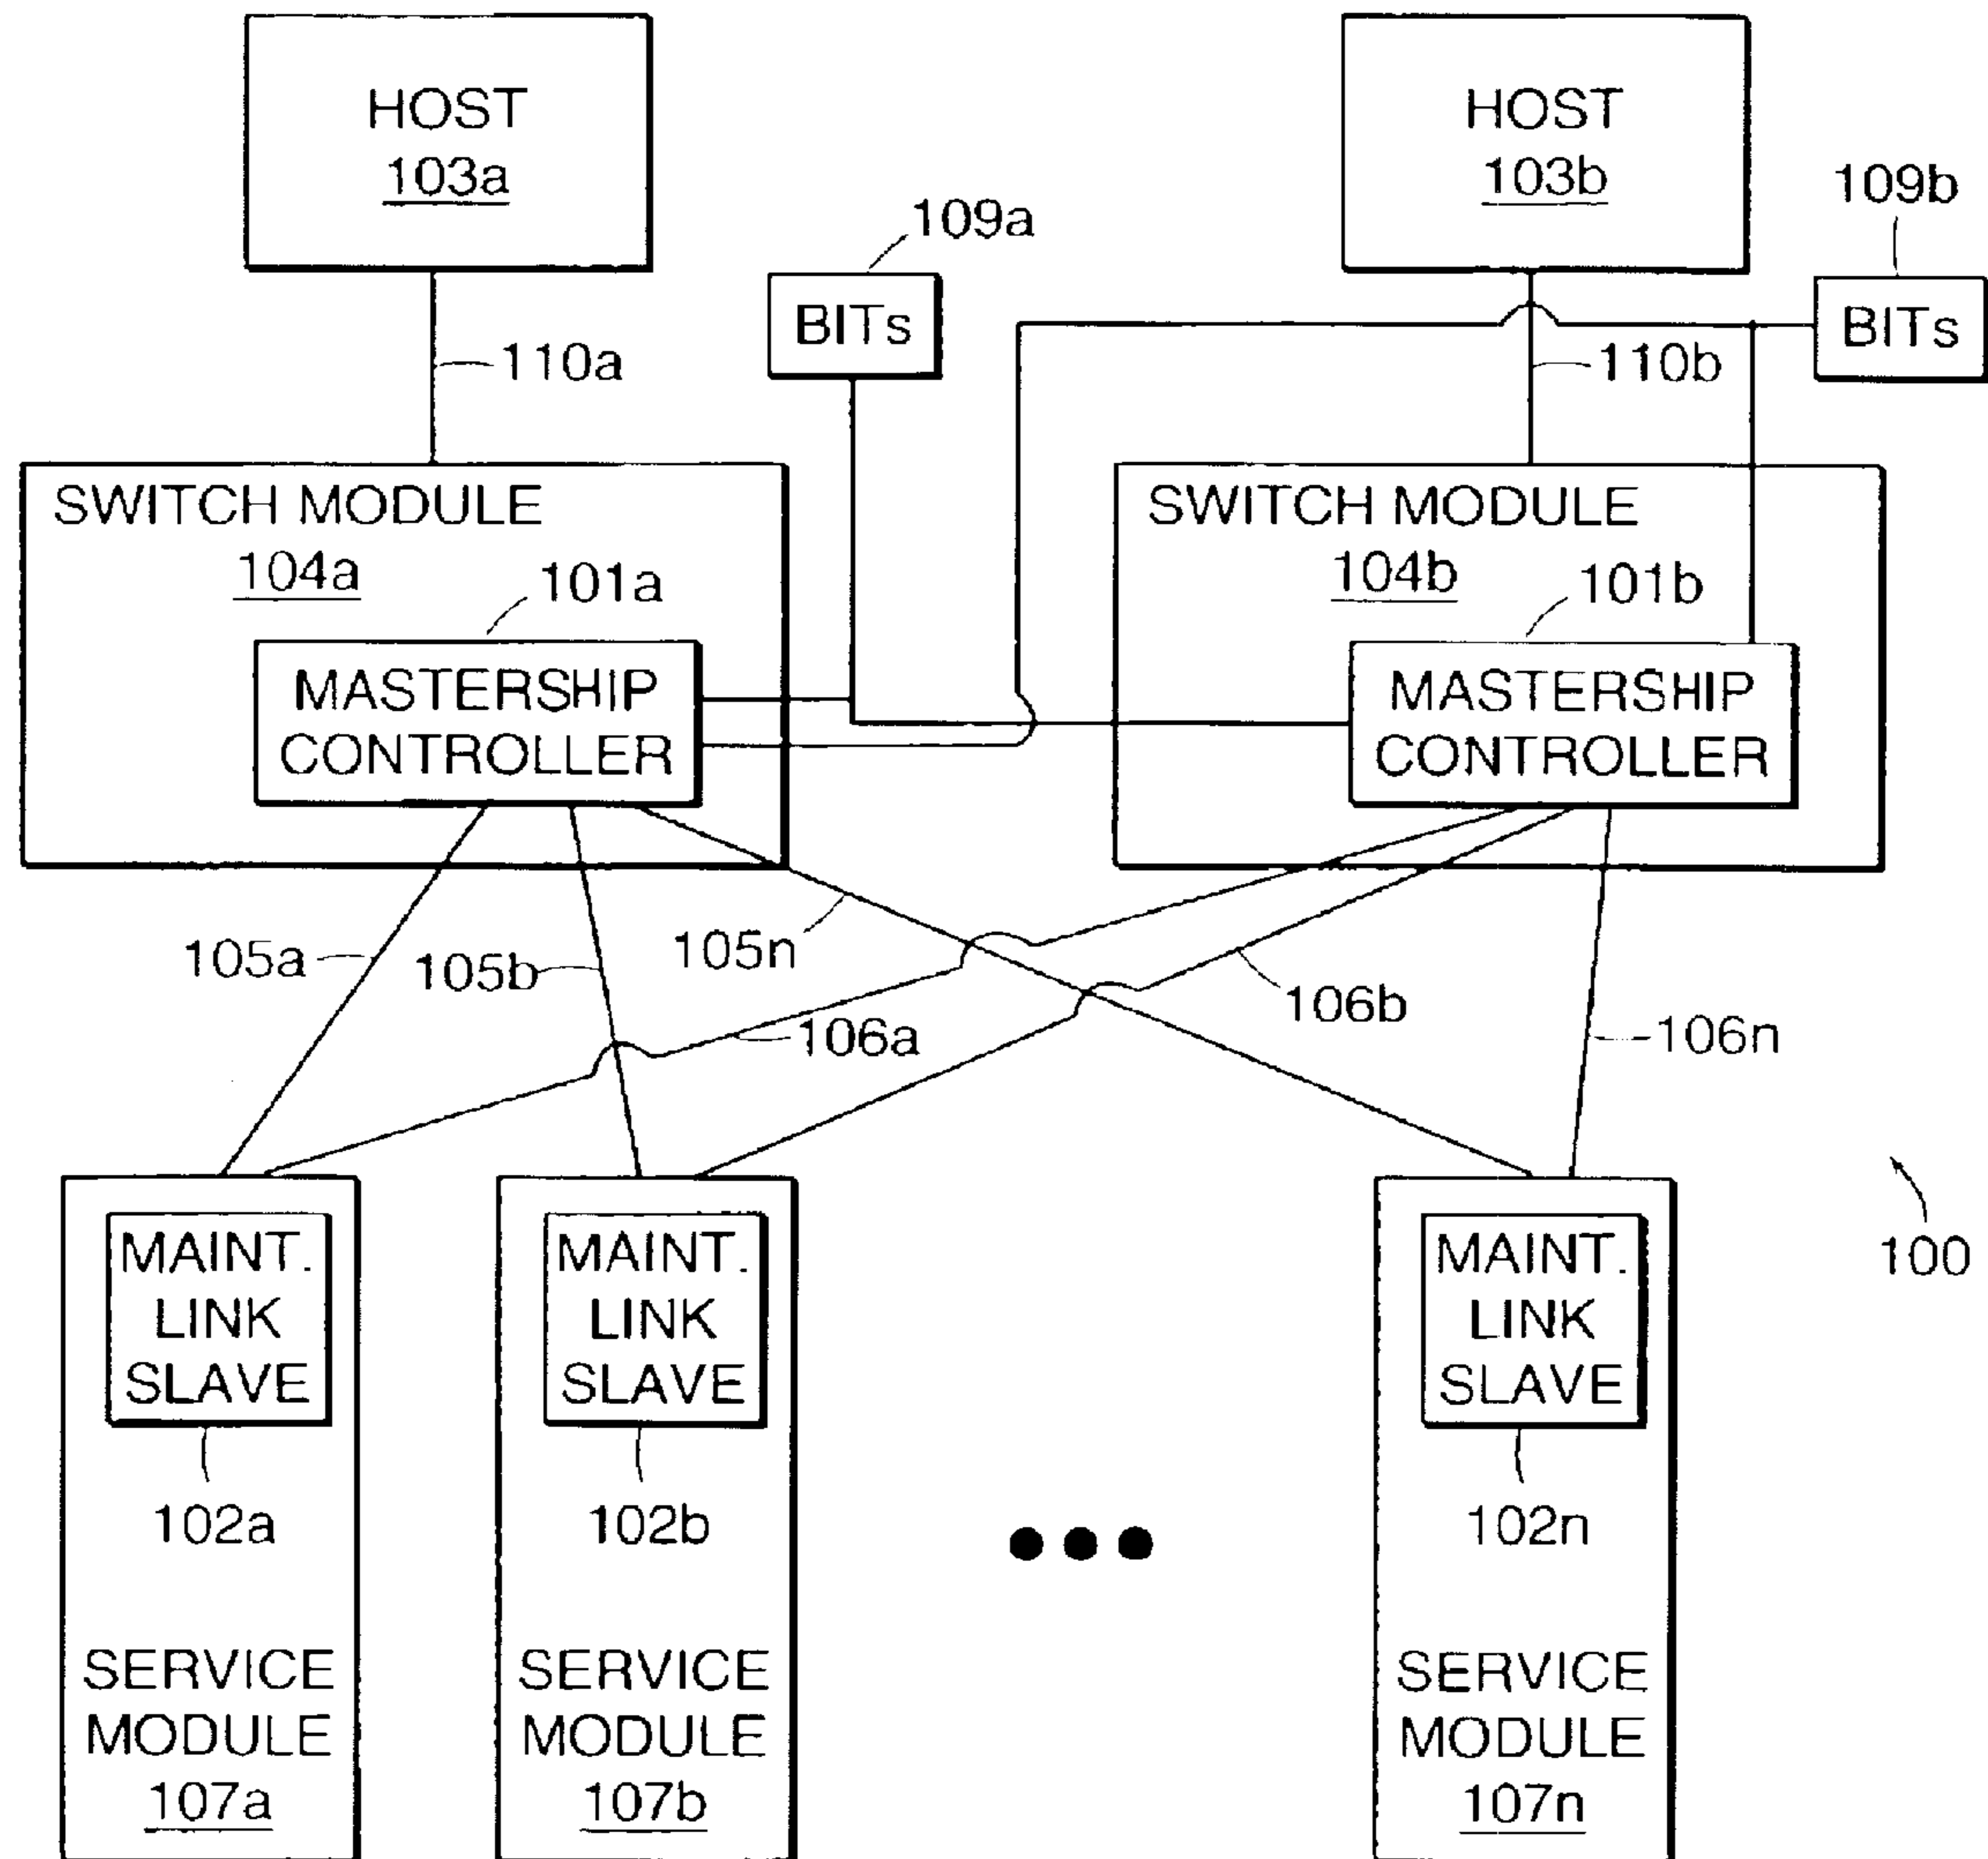 HOST
103a
HOST
103b
109a
109b
BITs
BITs
110a
110b
SWITCH MODULE
104a
101a
MASTERSHIP
CONTROLLER
SWITCH MODULE
104b
101b
MASTERSHIP
CONTROLLER
105a
105b
105n
106a
106b
106n
100
MAINT.
LINK
SLAVE
102a
SERVICE
MODULE
107a
MAINT.
LINK
SLAVE
102b
SERVICE
MODULE
107b
MAINT.
LINK
SLAVE
102n
SERVICE
MODULE
107n